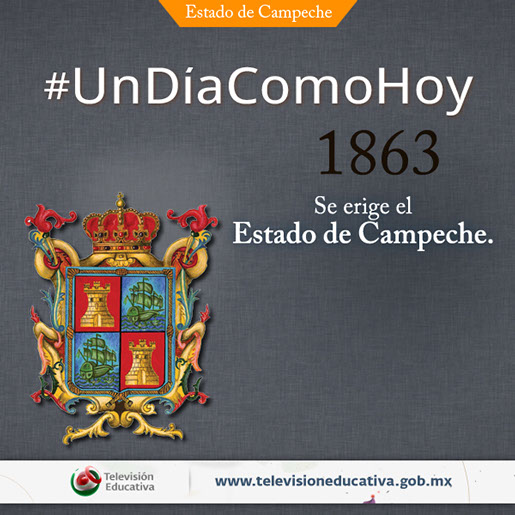 Estado de Campeche
#UnDíaComoHoy
1863
Se erige el
Estado de Campeche.
Televisión
Educativa
www.televisioneducativa.gob.mx